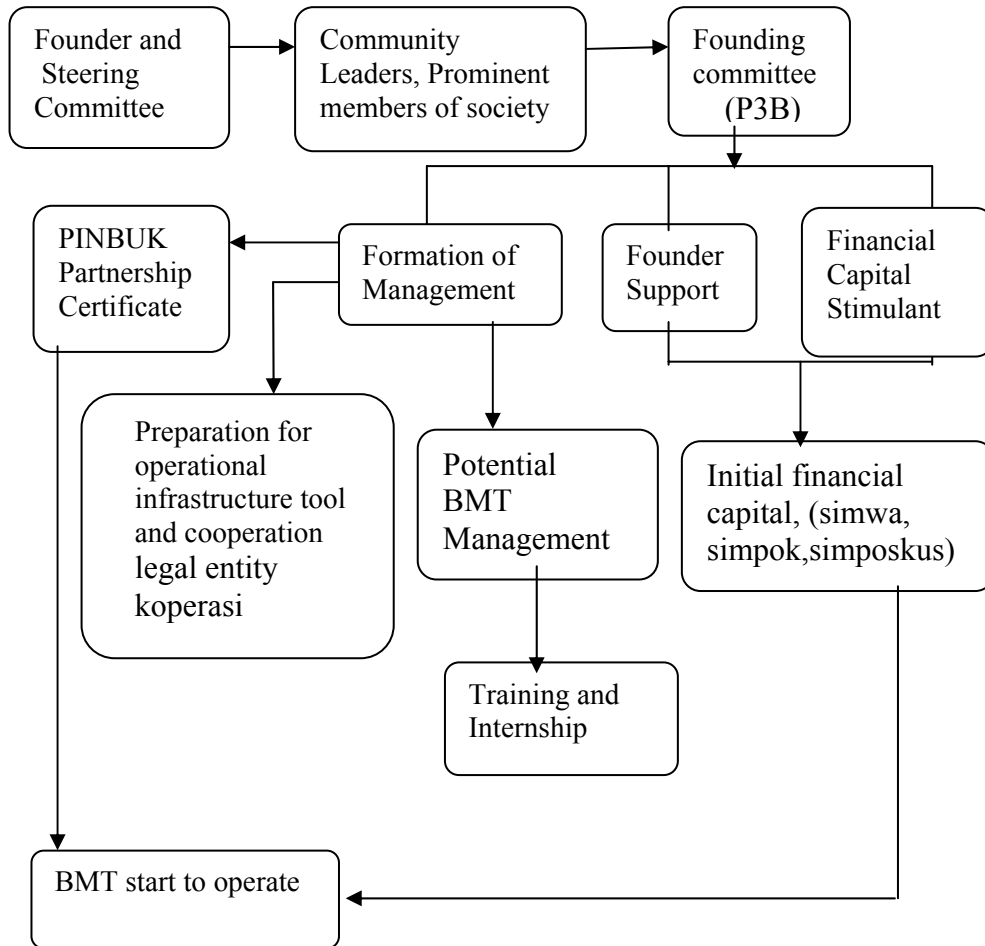 Founder and
Steering
Committee
Community
Leaders, Prominent
members of society
Founding
committee
(P3B)
PINBUK
Partnership
Certificate
Formation of
Management
Founder
Support
Financial
Capital
Stimulant
Preparation for
operational
infrastructure tool
and cooperation
legal entity
koperasi
Potential
BMT
Management
Initial financial
capital, (simwa,
simpok,simposkus)
Training and
Internship
BMT start to operate